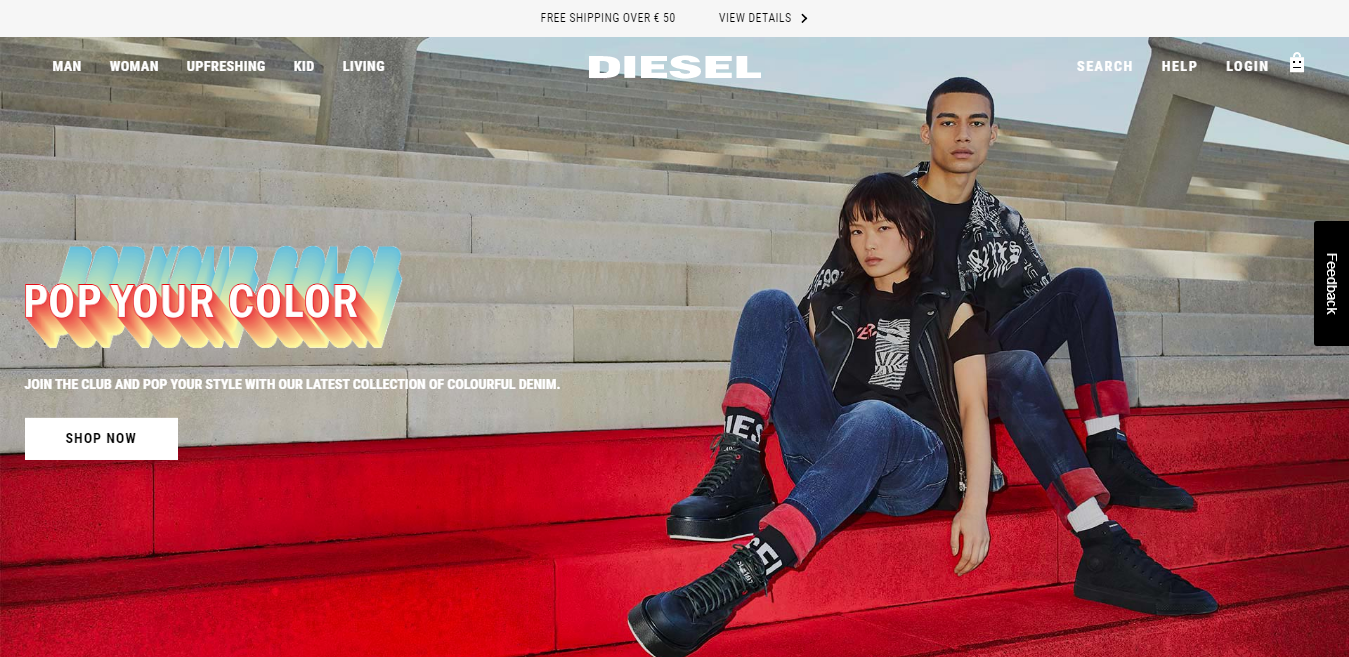 FREE SHIPPING OVER € 50 VIEW DETAILS
MAN WOMAN UPFRESHING KID LIVING DIESEL SEARCH HELP LOGIN
POP YOUR COLOR
JOIN THE CLUB AND POP YOUR STYLE WITH OUR LATEST COLLECTION OF COLOURFUL DENIM.
SHOP NOW
Feedback